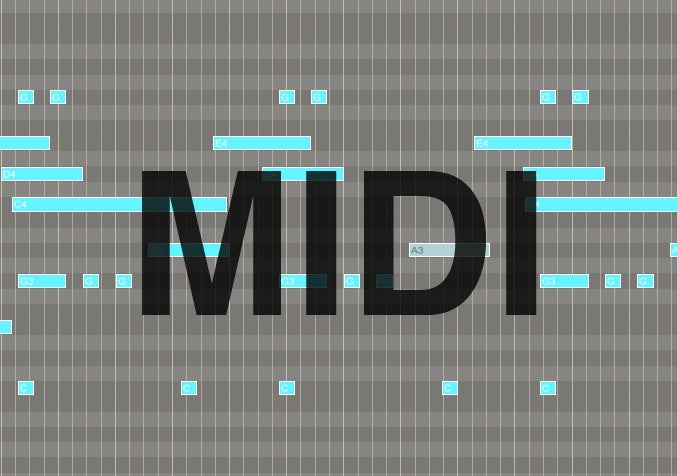 G G G G G G
E4 E4
D4
C4
MIDI
A3
G3 G G G3 G G3 G G
C C C C C